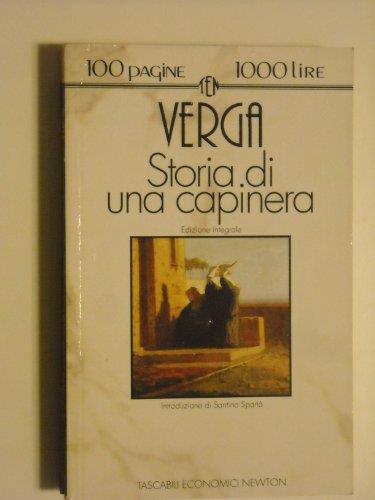 100 PAGINE 1000 LIRE
TEN
VERGA
Storia di
una capinera
Edizione integrale
Introduzione di Santino Spartà
TASCABILI ECONOMICI NEWTON